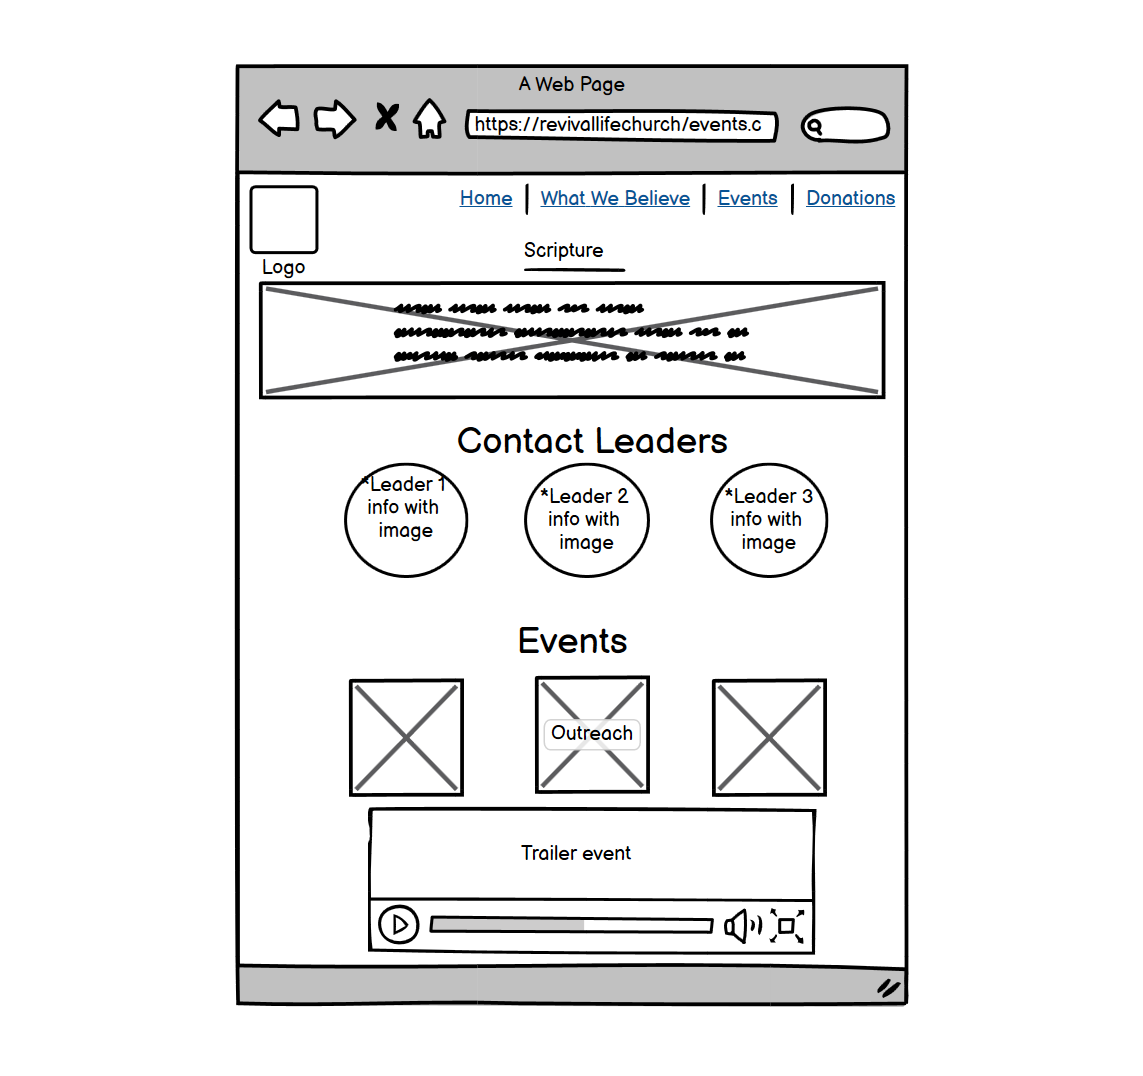 A Web Page
https://revivallifechurch/events.c
Home What We Believe Events Donations
Logo
Scripture
Contact Leaders
*Leader 1
info with
image
*Leader 2
info with
image
*Leader 3
info with
image
Events
Outreach
Trailer event